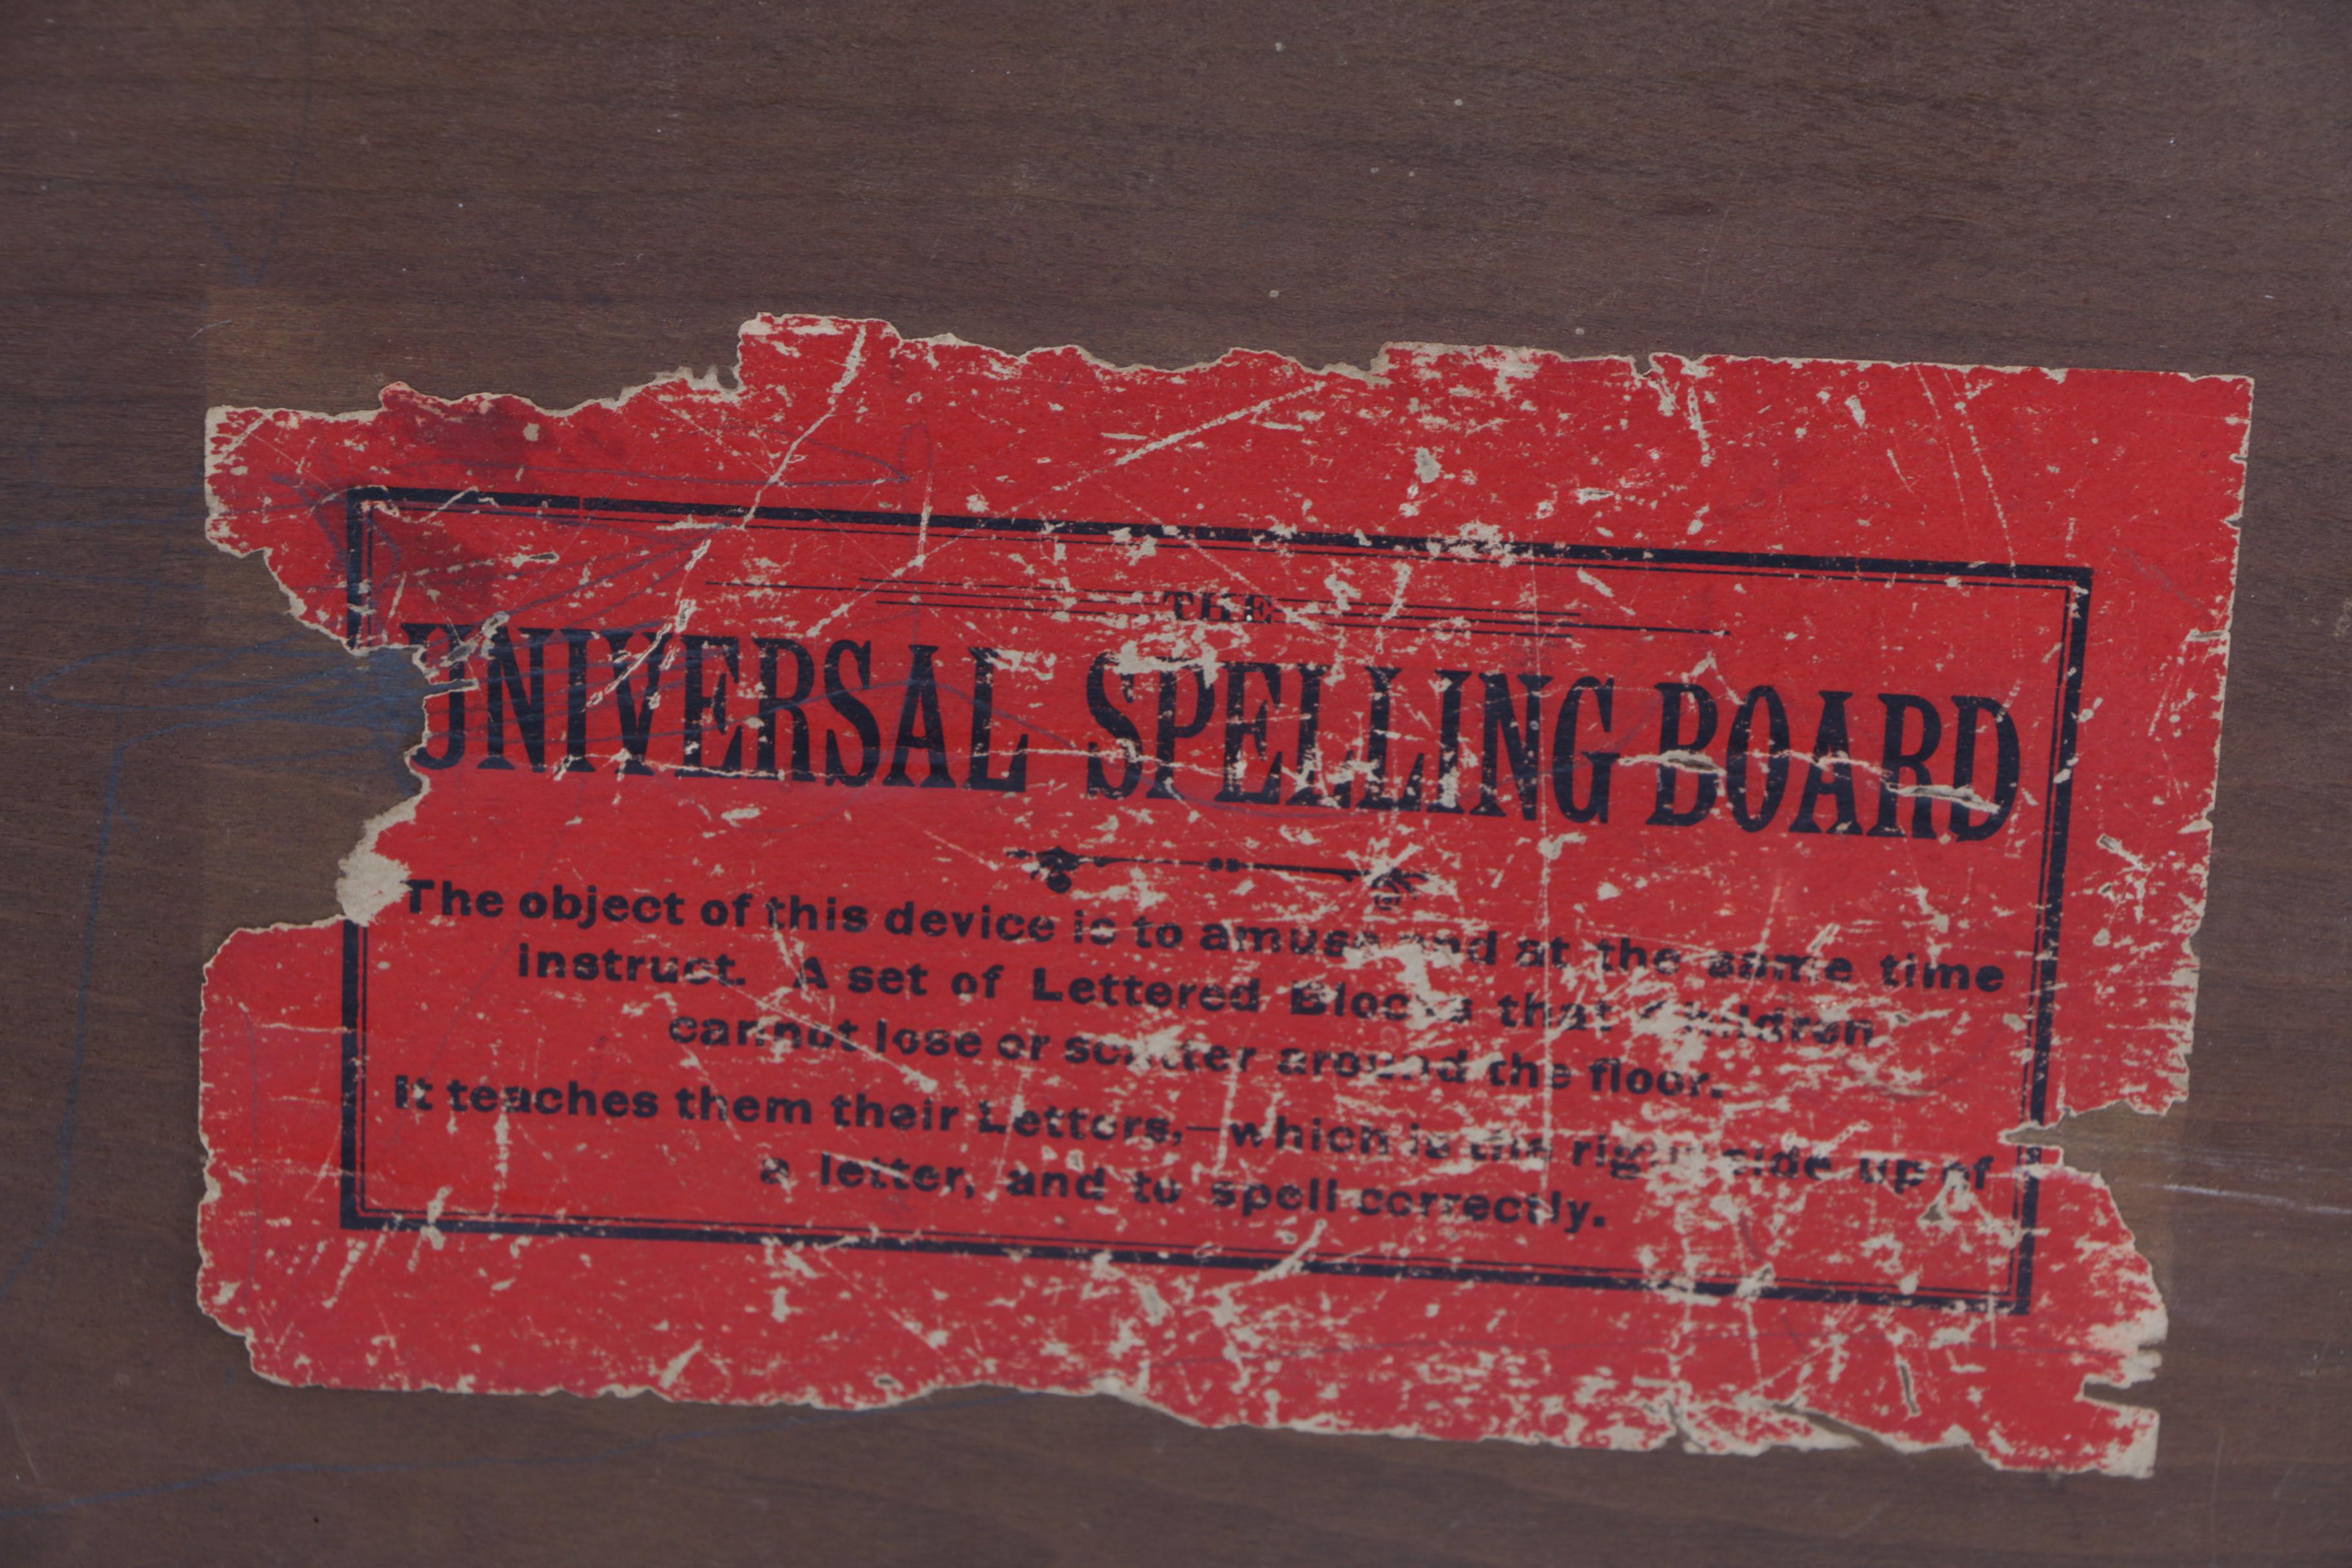 THE
UNIVERSAL SPELLING BOARD
The object of this device is to amuse and at the same time
instruct. A set of Lettered Blocks that Children
cannot lose or scatter around the floor.
It teaches them their Letters,—which is the right side up of
a letter, and to spell correctly.